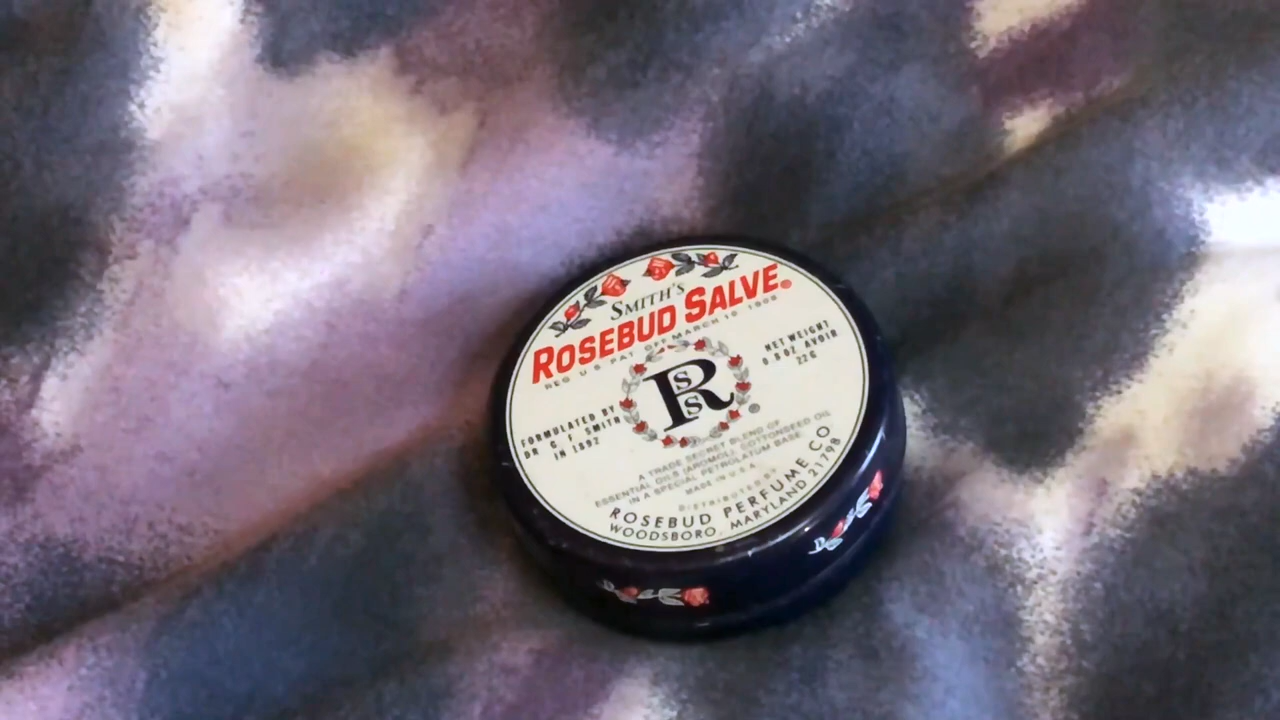 SMITH'S
ROSEBUD SALVE®
REG U.S. PAT. OFF. MARCH 10 1908
FORMULATED BY
DR G. F. SMITH
IN 1892
R
S
S
®
NET WEIGHT
0.8 OZ AVOIR
22G
A TRADE SECRET BLEND OF
ESSENTIAL OILS (AROMOL), COTTONSEED OIL
IN A SPECIAL PETROLATUM BASE
MADE IN U.S.A.
DISTRIBUTED BY
ROSEBUD PERFUME CO
WOODSBORO, MARYLAND 21798